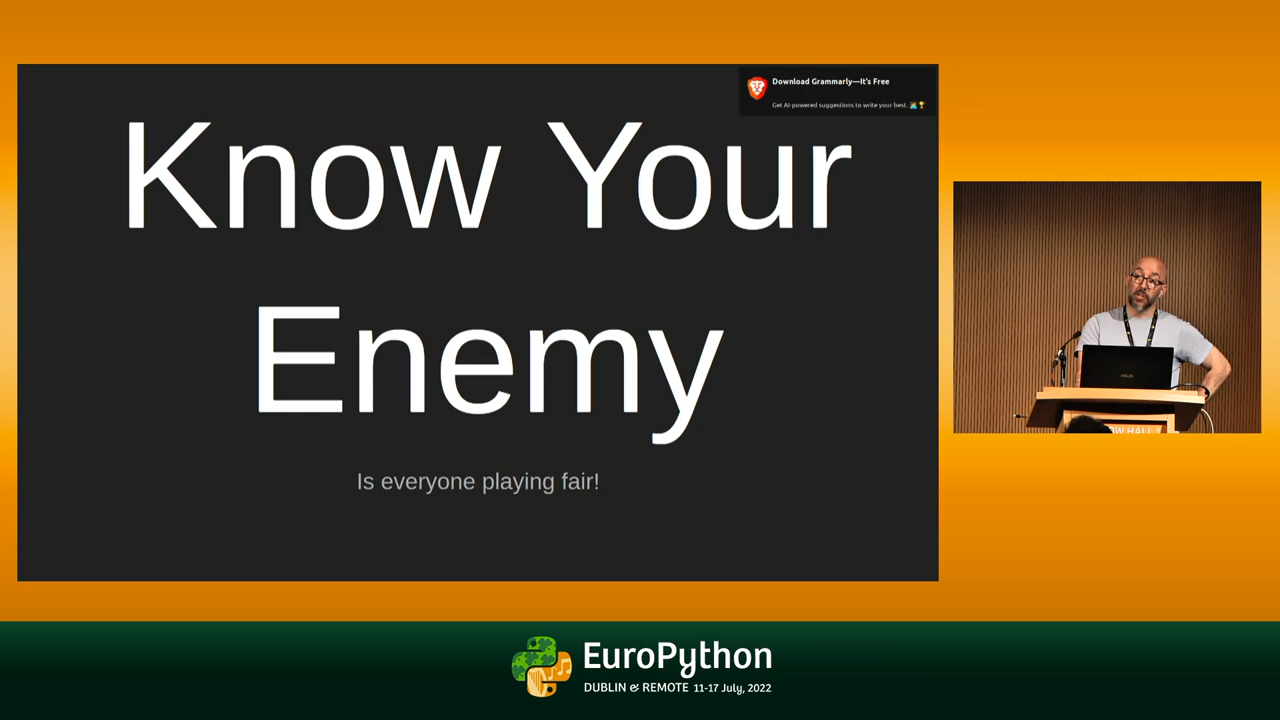 Download Grammarly—It's Free
Get AI-powered suggestions to write your best.
Know Your
Enemy
Is everyone playing fair!
ASUS
EuroPython
DUBLIN & REMOTE 11-17 July, 2022